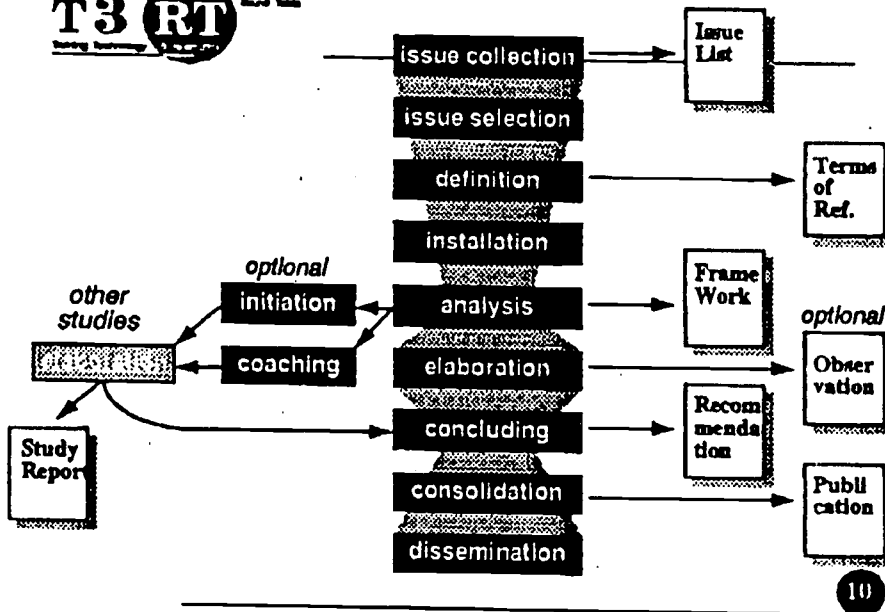 T3 RT
issue collection
Issue
List
issue selection
definition
Terms
of
Ref.
installation
optional
initiation
analysis
Frame
Work
other
studies
optional
coaching
elaboration
Obser
vation
concluding
Recom
menda
tion
Study
Report
consolidation
Publi
cation
dissemination
10